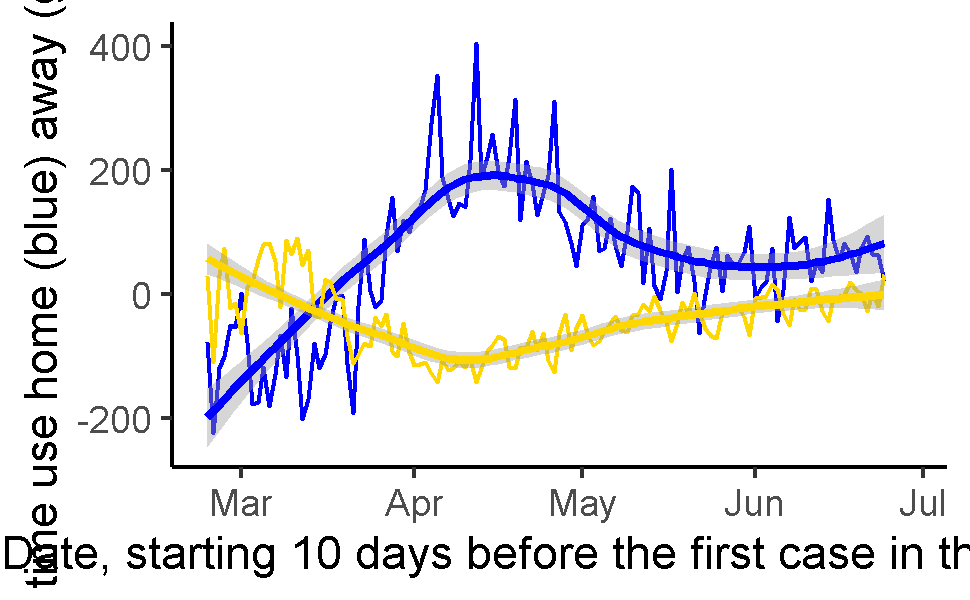 time use home (blue) away (
400
200
0
-200
Mar Apr May Jun Jul
Date, starting 10 days before the first case in th